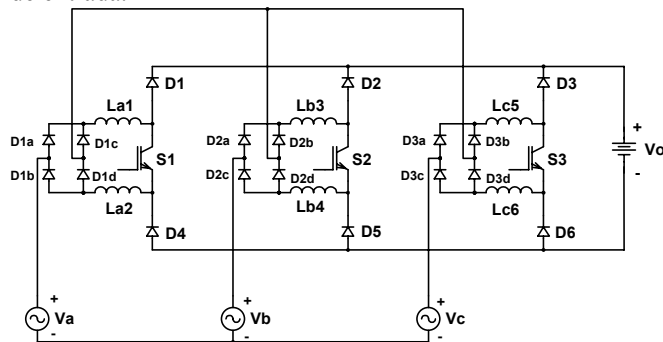 D1
D2
D3
La1
Lb3
Lc5
D1a
D1c
S1
D2a
D2b
S2
D3a
D3b
S3
+
Vo
-
D1b
D1d
D2c
D2d
D3c
D3d
La2
Lb4
Lc6
D4
D5
D6
+
Va
-
+
Vb
-
+
Vc
-